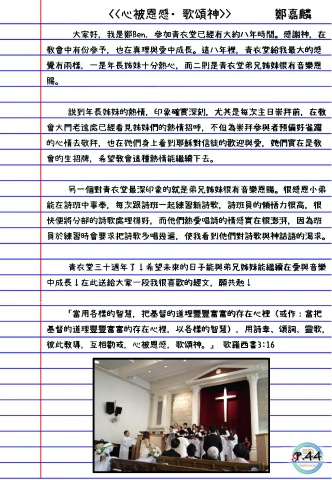 <<心被恩感·歌頌神>> 鄭嘉麟
大家好，我是鄭Ben，參加青衣堂已經有大約八年時間。感謝神，在
教會中有份參予，也在真理與愛中成長。這八年裡，青衣堂給我最大的感
覺有兩樣，一是年長姊妹十分熱心，而二則是青衣堂弟兄姊妹很有音樂恩
賜。
說到年長姊妹的熱情，印象確實深刻，尤其是每次主日崇拜前，在教
會大門老遠處已經看見姊妹們的熱情招呼，不但為崇拜參與者預備好雀躍
的心情去敬拜，也在她們身上看到耶穌對信徒的歡迎與愛，她們實在是教
會的生招牌，希望教會這種熱情能繼續下去。
另一個對青衣堂最深印象的就是弟兄姊妹很有音樂恩賜。很感恩小弟
能在詩班中事奉，每次跟詩班一起練習新詩歌，詩班員的領悟力很高，很
快便將分部的詩歌處理得好，而他們熱愛唱詩的情感實在很澎湃，因為班
員於練習時會要求把詩歌多唱幾遍，使我看到他們對詩歌與神話語的渴求。
青衣堂三十週年了！希望未來的日子能與弟兄姊妹能繼續在愛與音樂
中成長！在此送給大家一段我很喜歡的經文，願共勉！
「當用各樣的智慧，把基督的道理豐豐富富的存在心裡（或作：當把
基督的道理豐豐富富的存在心裡，以各樣的智慧），用詩章、頌詞、靈歌，
彼此教導，互相勸戒，心被恩感，歌頌神。』 歌羅西書3:16
P.44